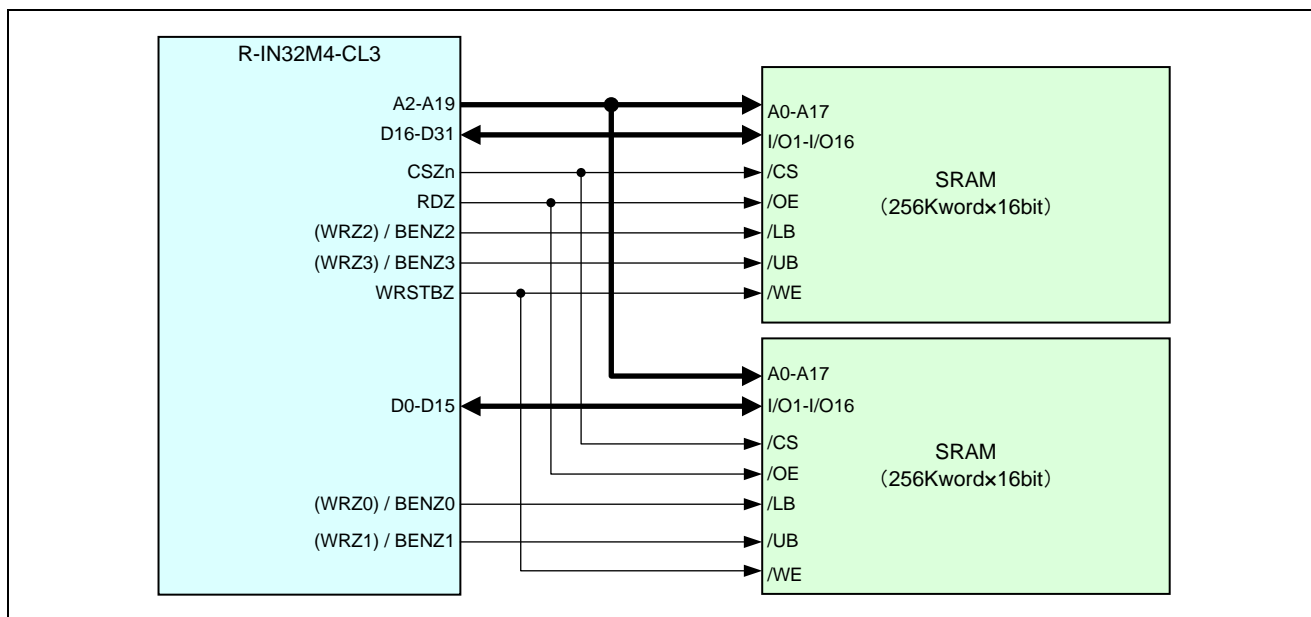 R-IN32M4-CL3
A2-A19
D16-D31
CSZn
RDZ
(WRZ2) / BENZ2
(WRZ3) / BENZ3
WRSTBZ
D0-D15
(WRZ0) / BENZ0
(WRZ1) / BENZ1
A0-A17
I/O1-I/O16
/CS
/OE
/LB
/UB
/WE
SRAM
（256Kword×16bit）
A0-A17
I/O1-I/O16
/CS
/OE
/LB
/UB
/WE
SRAM
（256Kword×16bit）